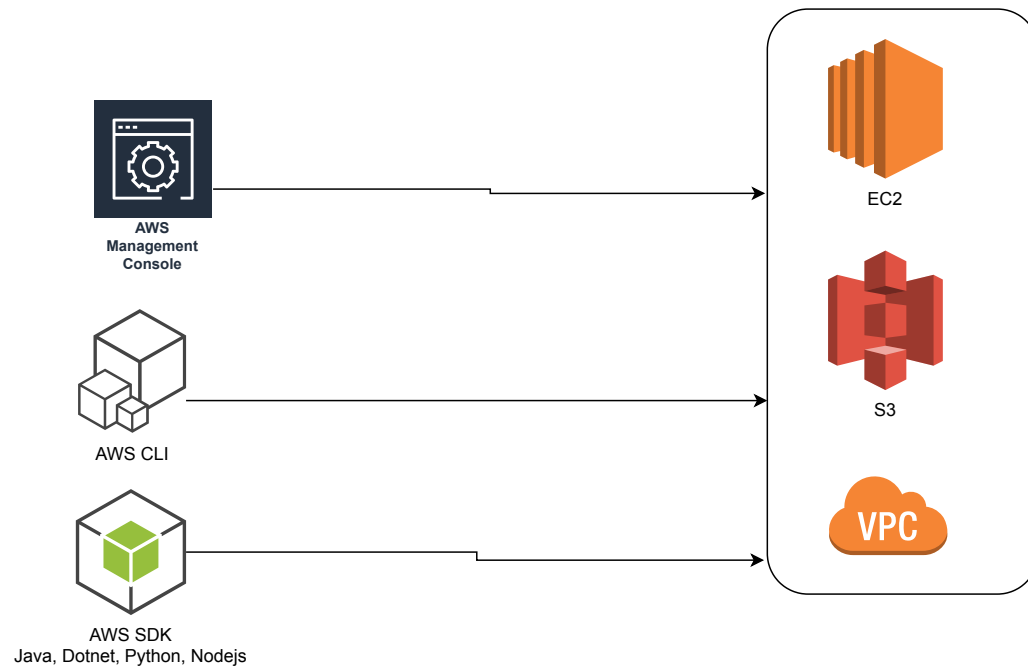 AWS
Management
Console
AWS CLI
AWS SDK
Java, Dotnet, Python, Nodejs
EC2
S3
VPC